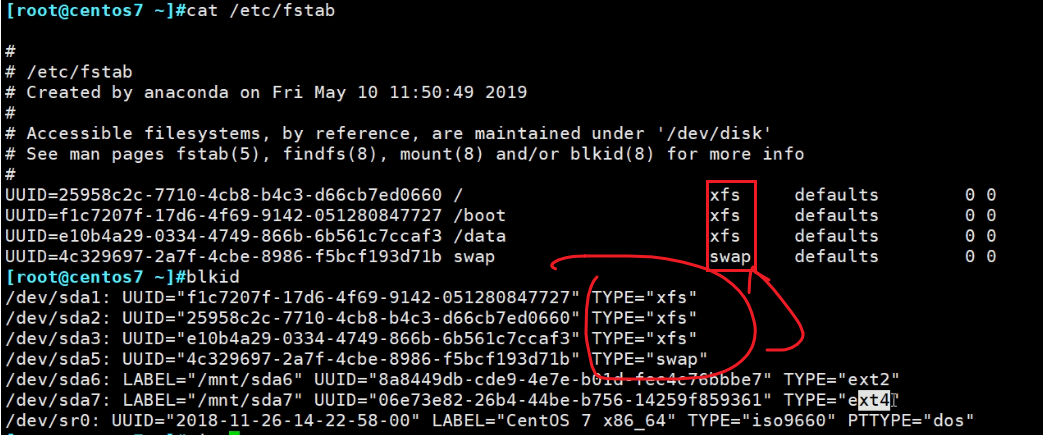 [root@centos7 ~]#cat /etc/fstab
#
# /etc/fstab
# Created by anaconda on Fri May 10 11:50:49 2019
#
# Accessible filesystems, by reference, are maintained under '/dev/disk'
# See man pages fstab(5), findfs(8), mount(8) and/or blkid(8) for more info
#
UUID=25958c2c-7710-4cb8-b4c3-d66cb7ed0660 / xfs defaults 0 0
UUID=f1c7207f-17d6-4f69-9142-051280847727 /boot xfs defaults 0 0
UUID=e10b4a29-0334-4749-866b-6b561c7ccaf3 /data xfs defaults 0 0
UUID=4c329697-2a7f-4cbe-8986-f5bcf193d71b swap swap defaults 0 0
[root@centos7 ~]#blkid
/dev/sda1: UUID="f1c7207f-17d6-4f69-9142-051280847727" TYPE="xfs"
/dev/sda2: UUID="25958c2c-7710-4cb8-b4c3-d66cb7ed0660" TYPE="xfs"
/dev/sda3: UUID="e10b4a29-0334-4749-866b-6b561c7ccaf3" TYPE="xfs"
/dev/sda5: UUID="4c329697-2a7f-4cbe-8986-f5bcf193d71b" TYPE="swap"
/dev/sda6: LABEL="/mnt/sda6" UUID="8a8449db-cde9-4e7e-b01d-fec4c76bbbe7" TYPE="ext2"
/dev/sda7: LABEL="/mnt/sda7" UUID="06e73e82-26b4-44be-b756-14259f859361" TYPE="ext4"
/dev/sr0: UUID="2018-11-26-14-22-58-00" LABEL="CentOS 7 x86_64" TYPE="iso9660" PTTYPE="dos"